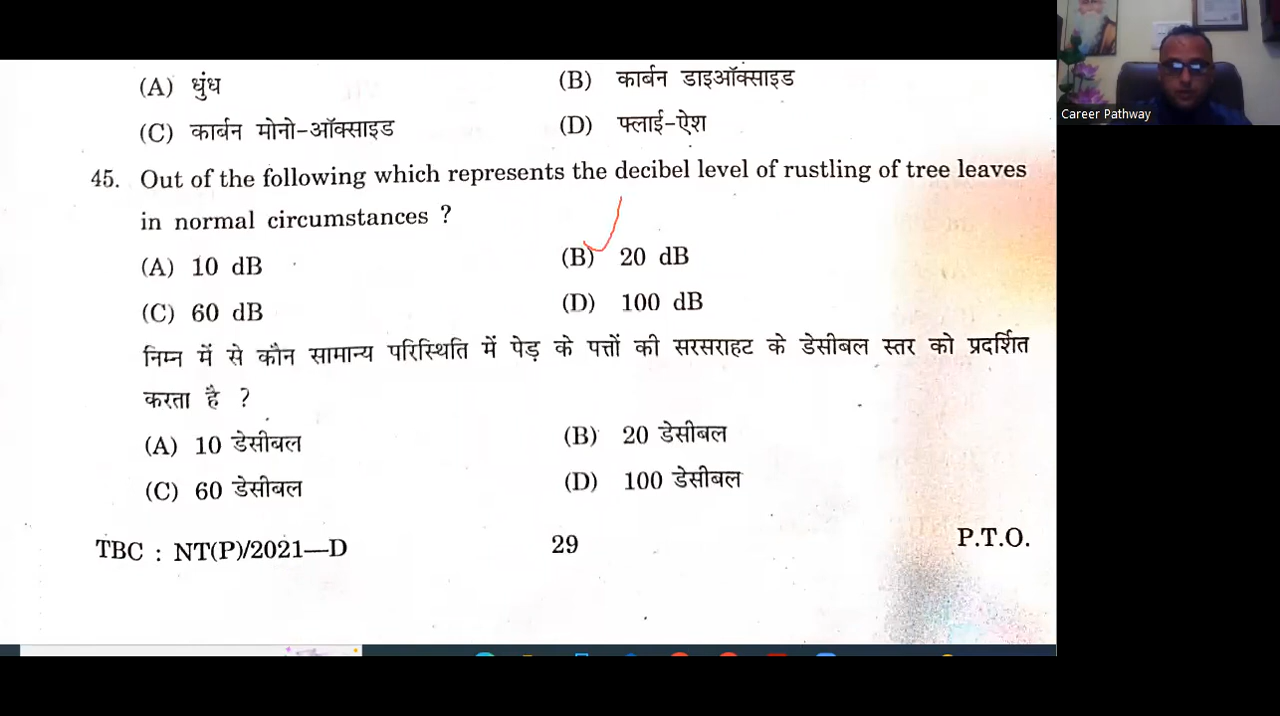 (A) धुंध (B) कार्बन डाइऑक्साइड
(C) कार्बन मोनो-ऑक्साइड (D) फ्लाई-ऐश
Career Pathway
45. Out of the following which represents the decibel level of rustling of tree leaves
in normal circumstances ?
(A) 10 dB (B) 20 dB
(C) 60 dB (D) 100 dB
निम्न में से कौन सामान्य परिस्थिति में पेड़ के पत्तों की सरसराहट के डेसीबल स्तर को प्रदर्शित
करता है ?
(A) 10 डेसीबल (B) 20 डेसीबल
(C) 60 डेसीबल (D) 100 डेसीबल
TBC : NT(P)/2021—D 29 P.T.O.